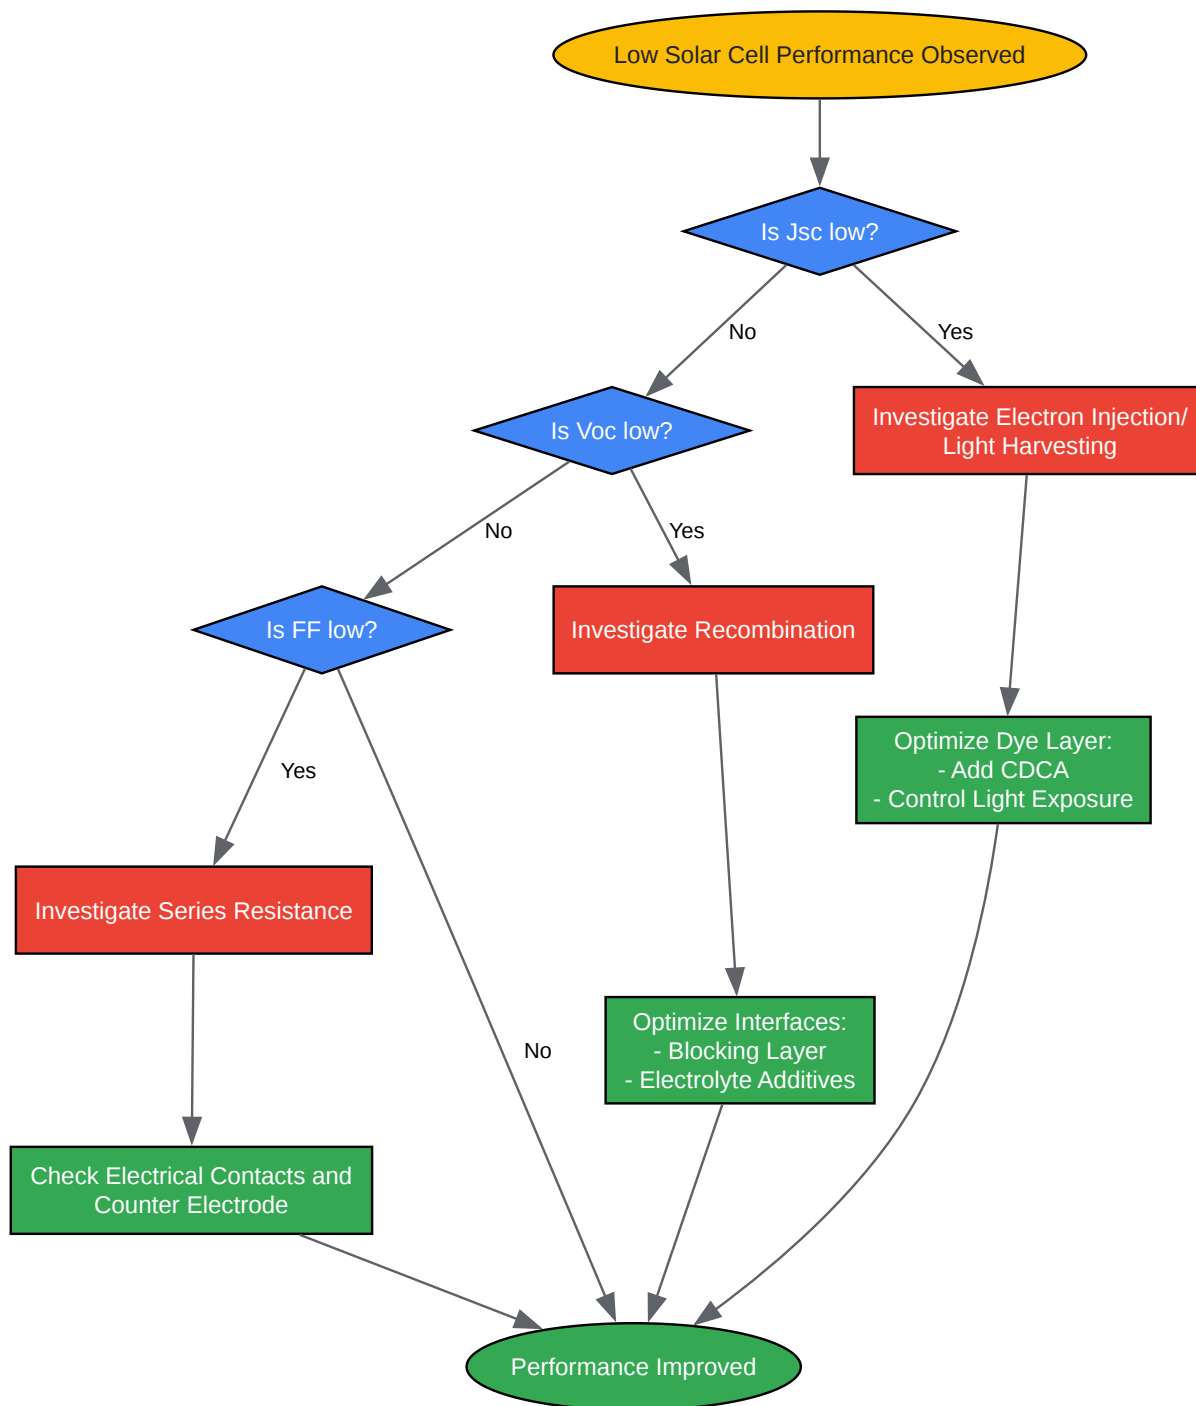 Low Solar Cell Performance Observed
Is Jsc low?
No
Yes
Is Voc low?
Investigate Electron Injection/
Light Harvesting
No
Yes
Is FF low?
Investigate Recombination
Optimize Dye Layer:
- Add CDCA
- Control Light Exposure
Yes
Investigate Series Resistance
Optimize Interfaces:
- Blocking Layer
- Electrolyte Additives
No
Check Electrical Contacts and
Counter Electrode
Performance Improved